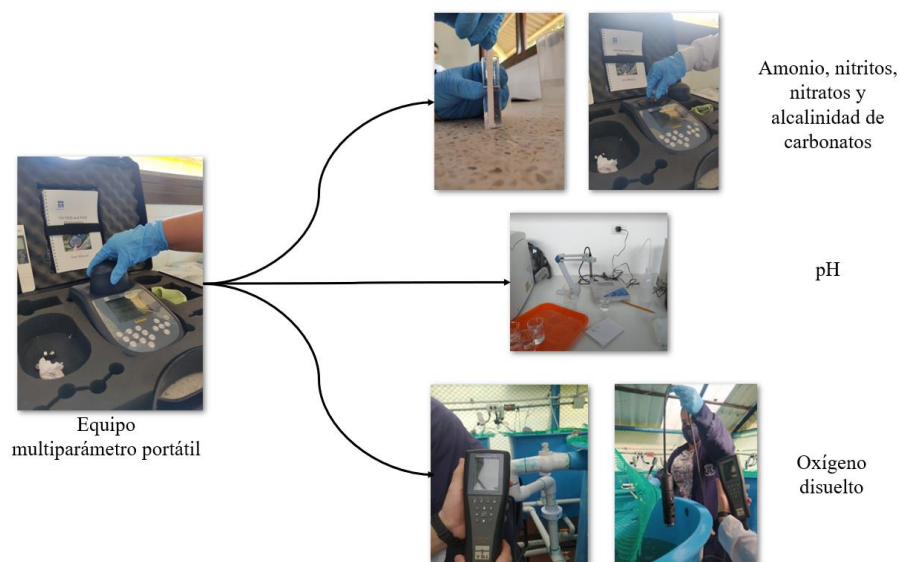 Amonio, nitritos,
nitratos y
alcalinidad de
carbonatos
pH
Equipo
multiparámetro portátil
Oxígeno
disuelto